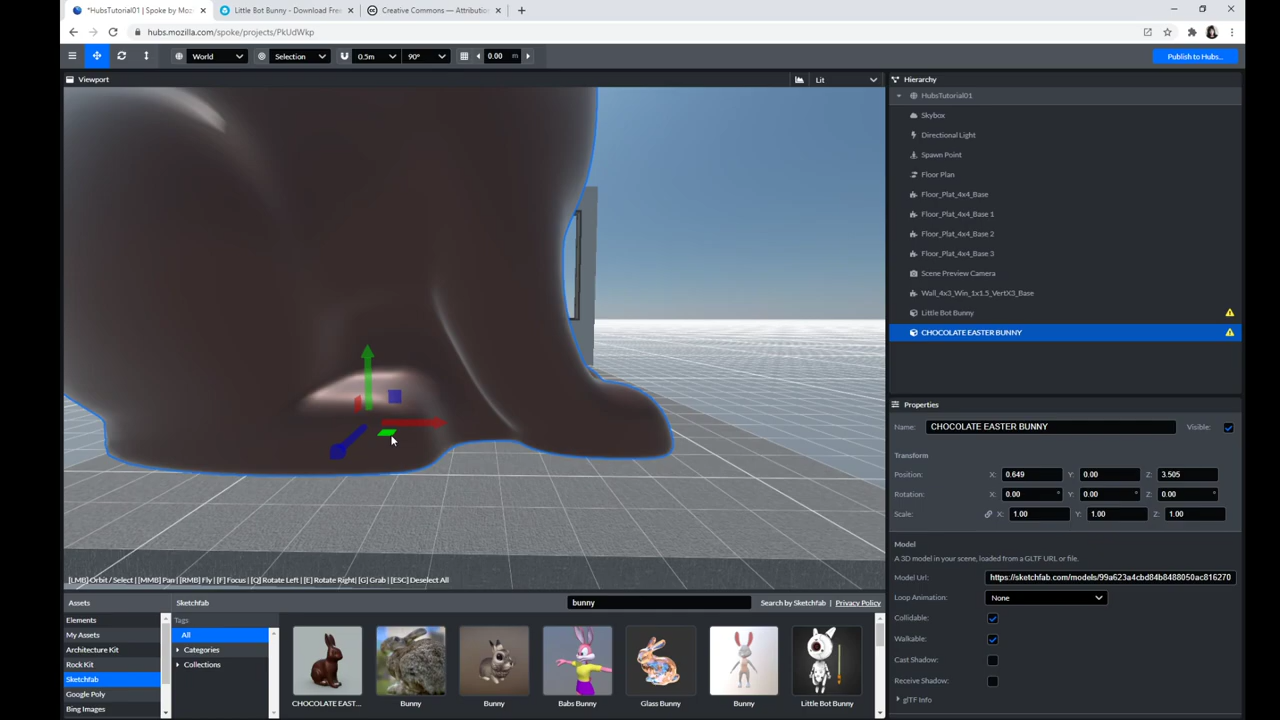 *HubsTutorial01 | Spoke by Mo
Little Bot Bunny - Download Fre
Creative Commons — Attribution
hubs.mozilla.com/spoke/projects/PkUdWkp
World
Selection
0.5m
90°
0.00 m
Publish to Hubs...
Viewport
Lit
Hierarchy
HubsTutorial01
Skybox
Directional Light
Spawn Point
Floor Plan
Floor_Plat_4x4_Base
Floor_Plat_4x4_Base 1
Floor_Plat_4x4_Base 2
Floor_Plat_4x4_Base 3
Scene Preview Camera
Wall_4x3_Win_1x1.5_VertX3_Base
Little Bot Bunny
CHOCOLATE EASTER BUNNY
Properties
Name: CHOCOLATE EASTER BUNNY Visible:
Transform
Position: X: 0.649 Y: 0.00 Z: 3.505
Rotation: X: 0.00 ° Y: 0.00 ° Z: 0.00 °
Scale: X: 1.00 Y: 1.00 Z: 1.00
Model
A 3D model in your scene, loaded from a GLTF URL or file.
Model Url: https://sketchfab.com/models/99a623a4cbd84b8488050ac816270
Loop Animation: None
Collidable:
Walkable:
Cast Shadow:
Receive Shadow:
glTF Info
[LMB] Orbit / Select | [MMB] Pan | [RMB] Fly | [F] Focus | [Q] Rotate Left | [E] Rotate Right | [G] Grab | [ESC] Deselect All
Assets
Elements
My Assets
Architecture Kit
Rock Kit
Sketchfab
Google Poly
Bing Images
Sketchfab
bunny
Search by Sketchfab | Privacy Policy
Tags
All
Categories
Collections
CHOCOLATE EAST...
Bunny
Bunny
Babs Bunny
Glass Bunny
Bunny
Little Bot Bunny